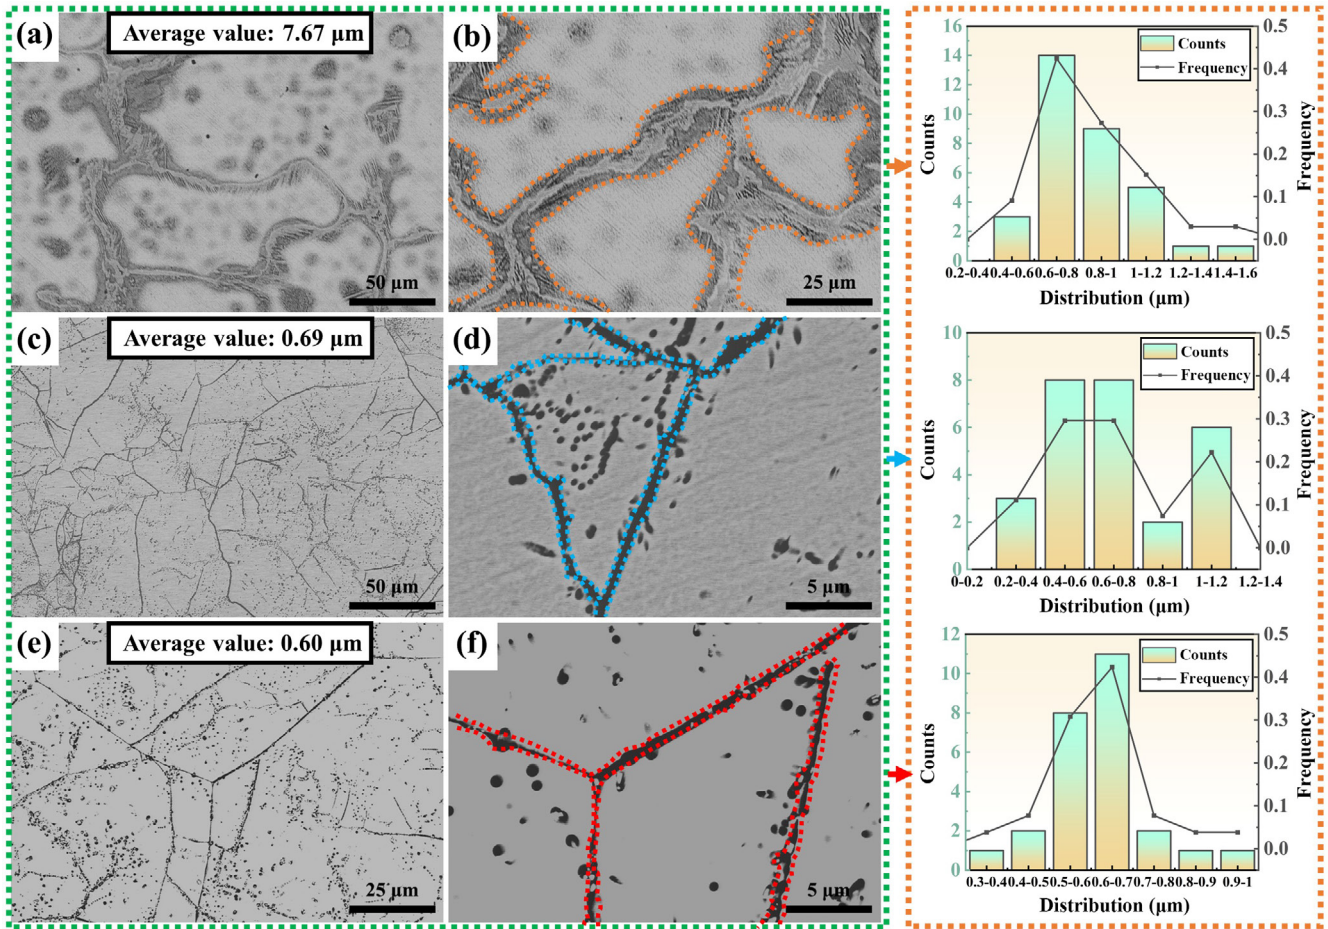 (a)
Average value: 7.67 μm
50 μm
(b)
25 μm
16
14
12
10
8
6
4
2
0
Counts
0.5
0.4
0.3
0.2
0.1
0.0
Frequency
Counts
Frequency
0.2-0.4
0.4-0.6
0.6-0.8
0.8-1
1-1.2
1.2-1.4
1.4-1.6
Distribution (μm)
(c)
Average value: 0.69 μm
50 μm
(d)
5 μm
10
8
6
4
2
0
Counts
0.5
0.4
0.3
0.2
0.1
0.0
Frequency
Counts
Frequency
0-0.2
0.2-0.4
0.4-0.6
0.6-0.8
0.8-1
1-1.2
1.2-1.4
Distribution (μm)
(e)
Average value: 0.60 μm
25 μm
(f)
5 μm
12
10
8
6
4
2
0
Counts
0.5
0.4
0.3
0.2
0.1
0.0
Frequency
Counts
Frequency
0.3-0.4
0.4-0.5
0.5-0.6
0.6-0.7
0.7-0.8
0.8-0.9
0.9-1
Distribution (μm)